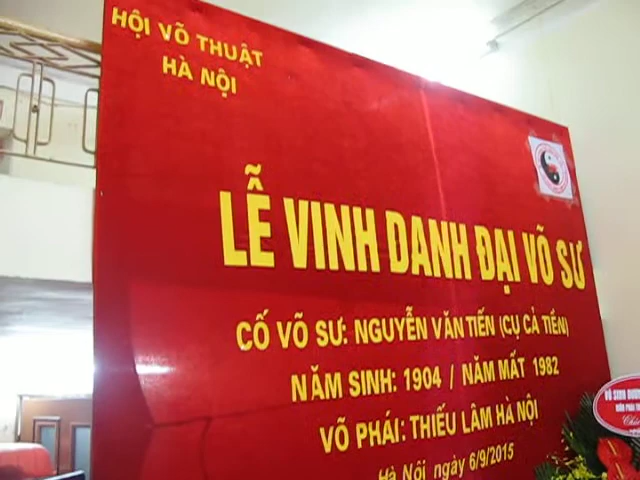 HỘI VÕ THUẬT
HÀ NỘI
LỄ VINH DANH ĐẠI VÕ SƯ
CỐ VÕ SƯ: NGUYỄN VĂN TIẾN (CỤ CẢ TIẾN)
NĂM SINH: 1904 / NĂM MẤT 1982
VÕ PHÁI: THIẾU LÂM HÀ NỘI
Hà Nội ngày 6/9/2015